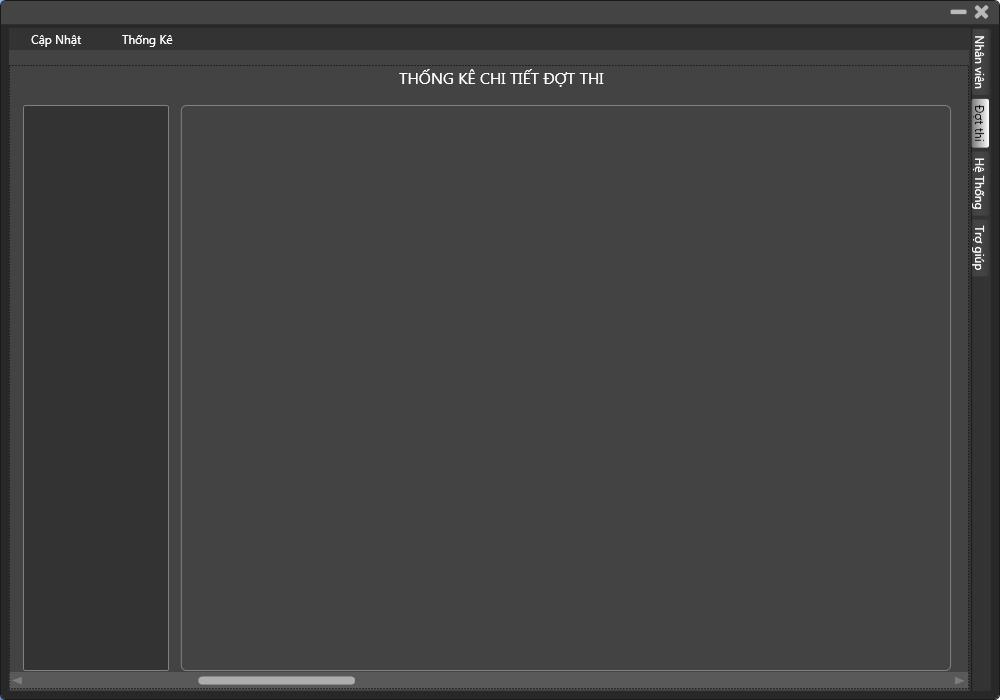 Cập Nhật Thống Kê
THỐNG KÊ CHI TIẾT ĐỢT THI
Nhân viên
Đợt thi
Hệ Thống
Trợ giúp